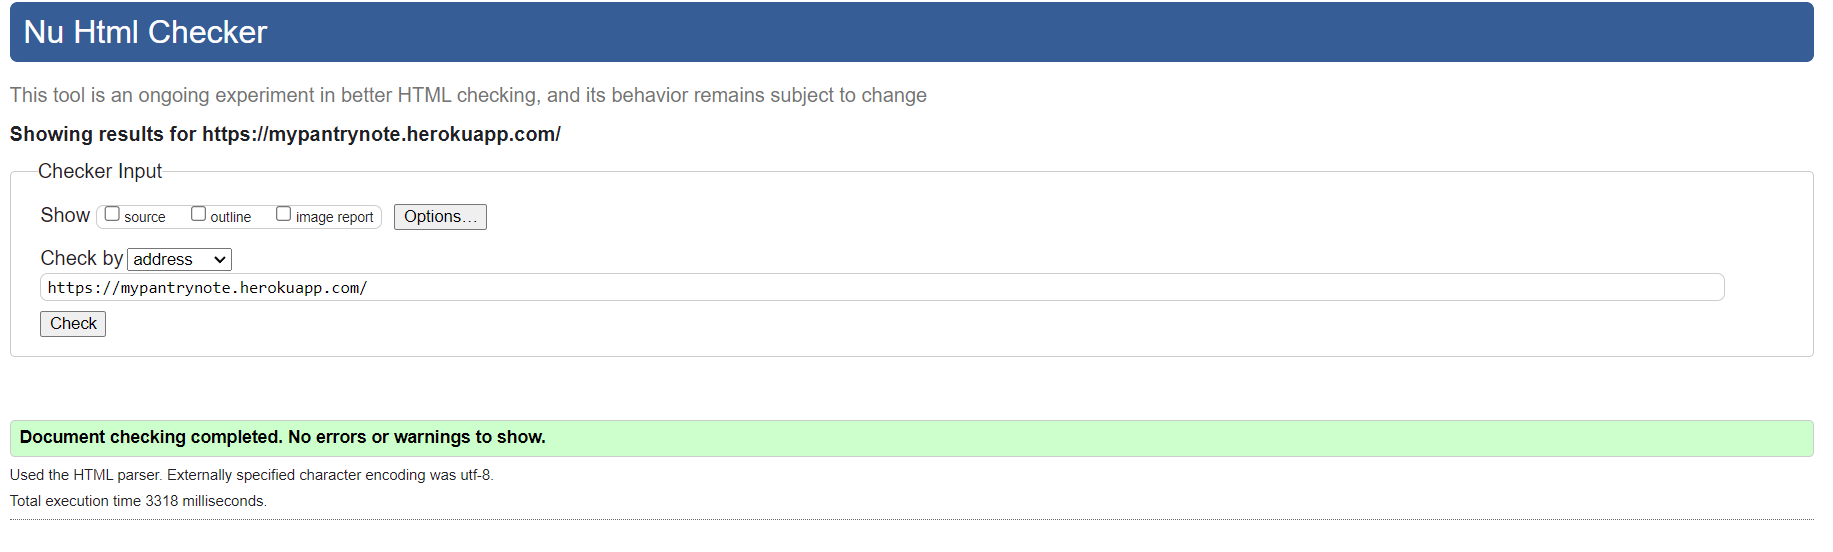 Nu Html Checker
This tool is an ongoing experiment in better HTML checking, and its behavior remains subject to change
Showing results for https://mypantrynote.herokuapp.com/
Checker Input
Show source outline image report Options...
Check by address
https://mypantrynote.herokuapp.com/
Check
Document checking completed. No errors or warnings to show.
Used the HTML parser. Externally specified character encoding was utf-8.
Total execution time 3318 milliseconds.